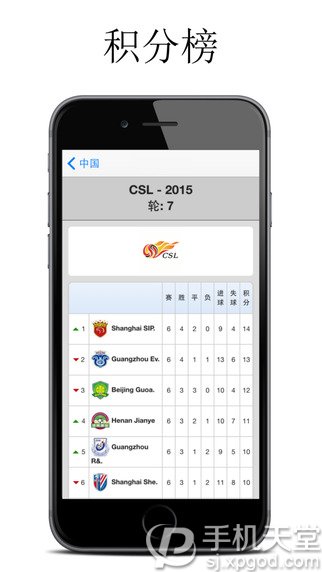 积分榜
中国
CSL - 2015
轮: 7
CSL
赛 胜 平 负 进球 失球 积分
1 Shanghai SIP. 6 4 2 0 9 4 14
2 Guangzhou Ev. 6 4 1 1 13 6 13
3 Beijing Guoa. 6 3 3 0 10 4 12
4 Henan Jianye 6 3 2 1 10 7 11
5 Guangzhou R&. 6 3 2 1 9 7 11
6 Shanghai She. 6 3 1 2 11 8 10
手机天堂
sj.xpgod.com